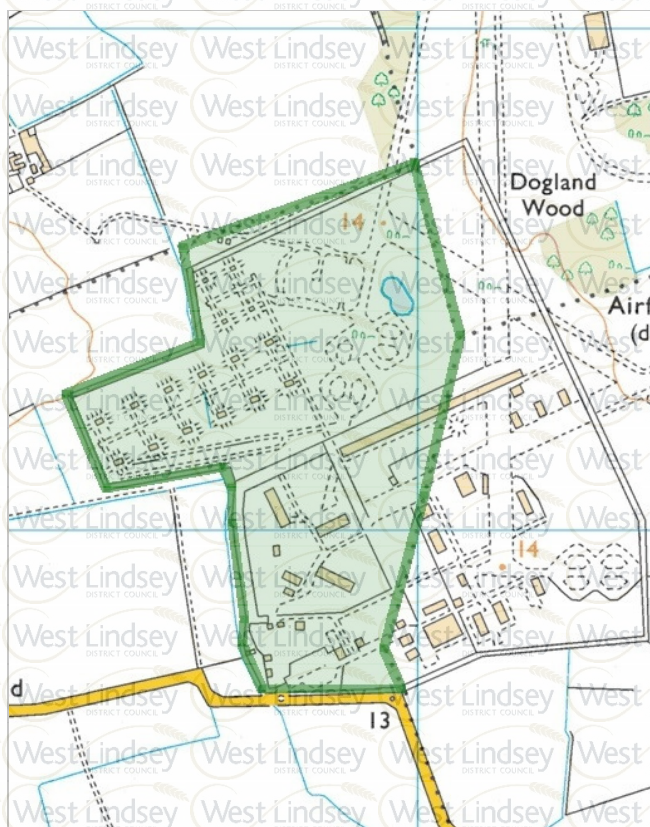 West Lindsey
DISTRICT COUNCIL
Dogland
Wood
14
Airf
(d
14
d
13